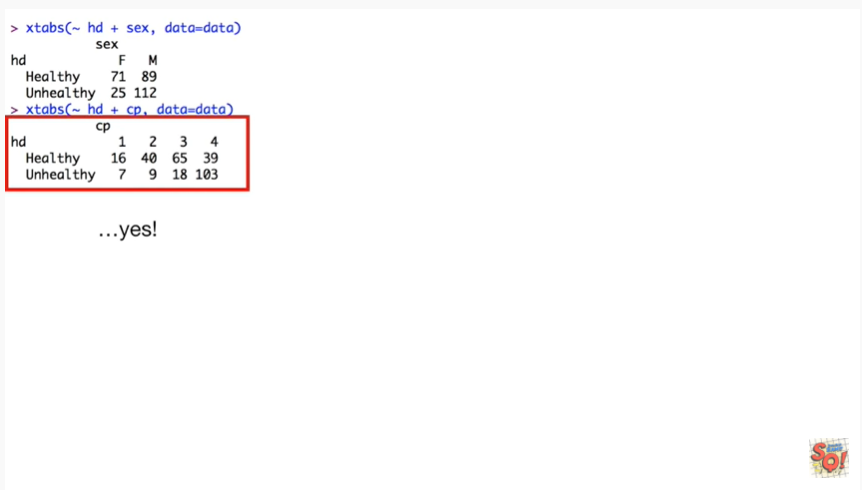 > xtabs(~ hd + sex, data=data)
sex
hd F M
Healthy 71 89
Unhealthy 25 112
> xtabs(~ hd + cp, data=data)
cp
hd 1 2 3 4
Healthy 16 40 65 39
Unhealthy 7 9 18 103
...yes!
SQ!